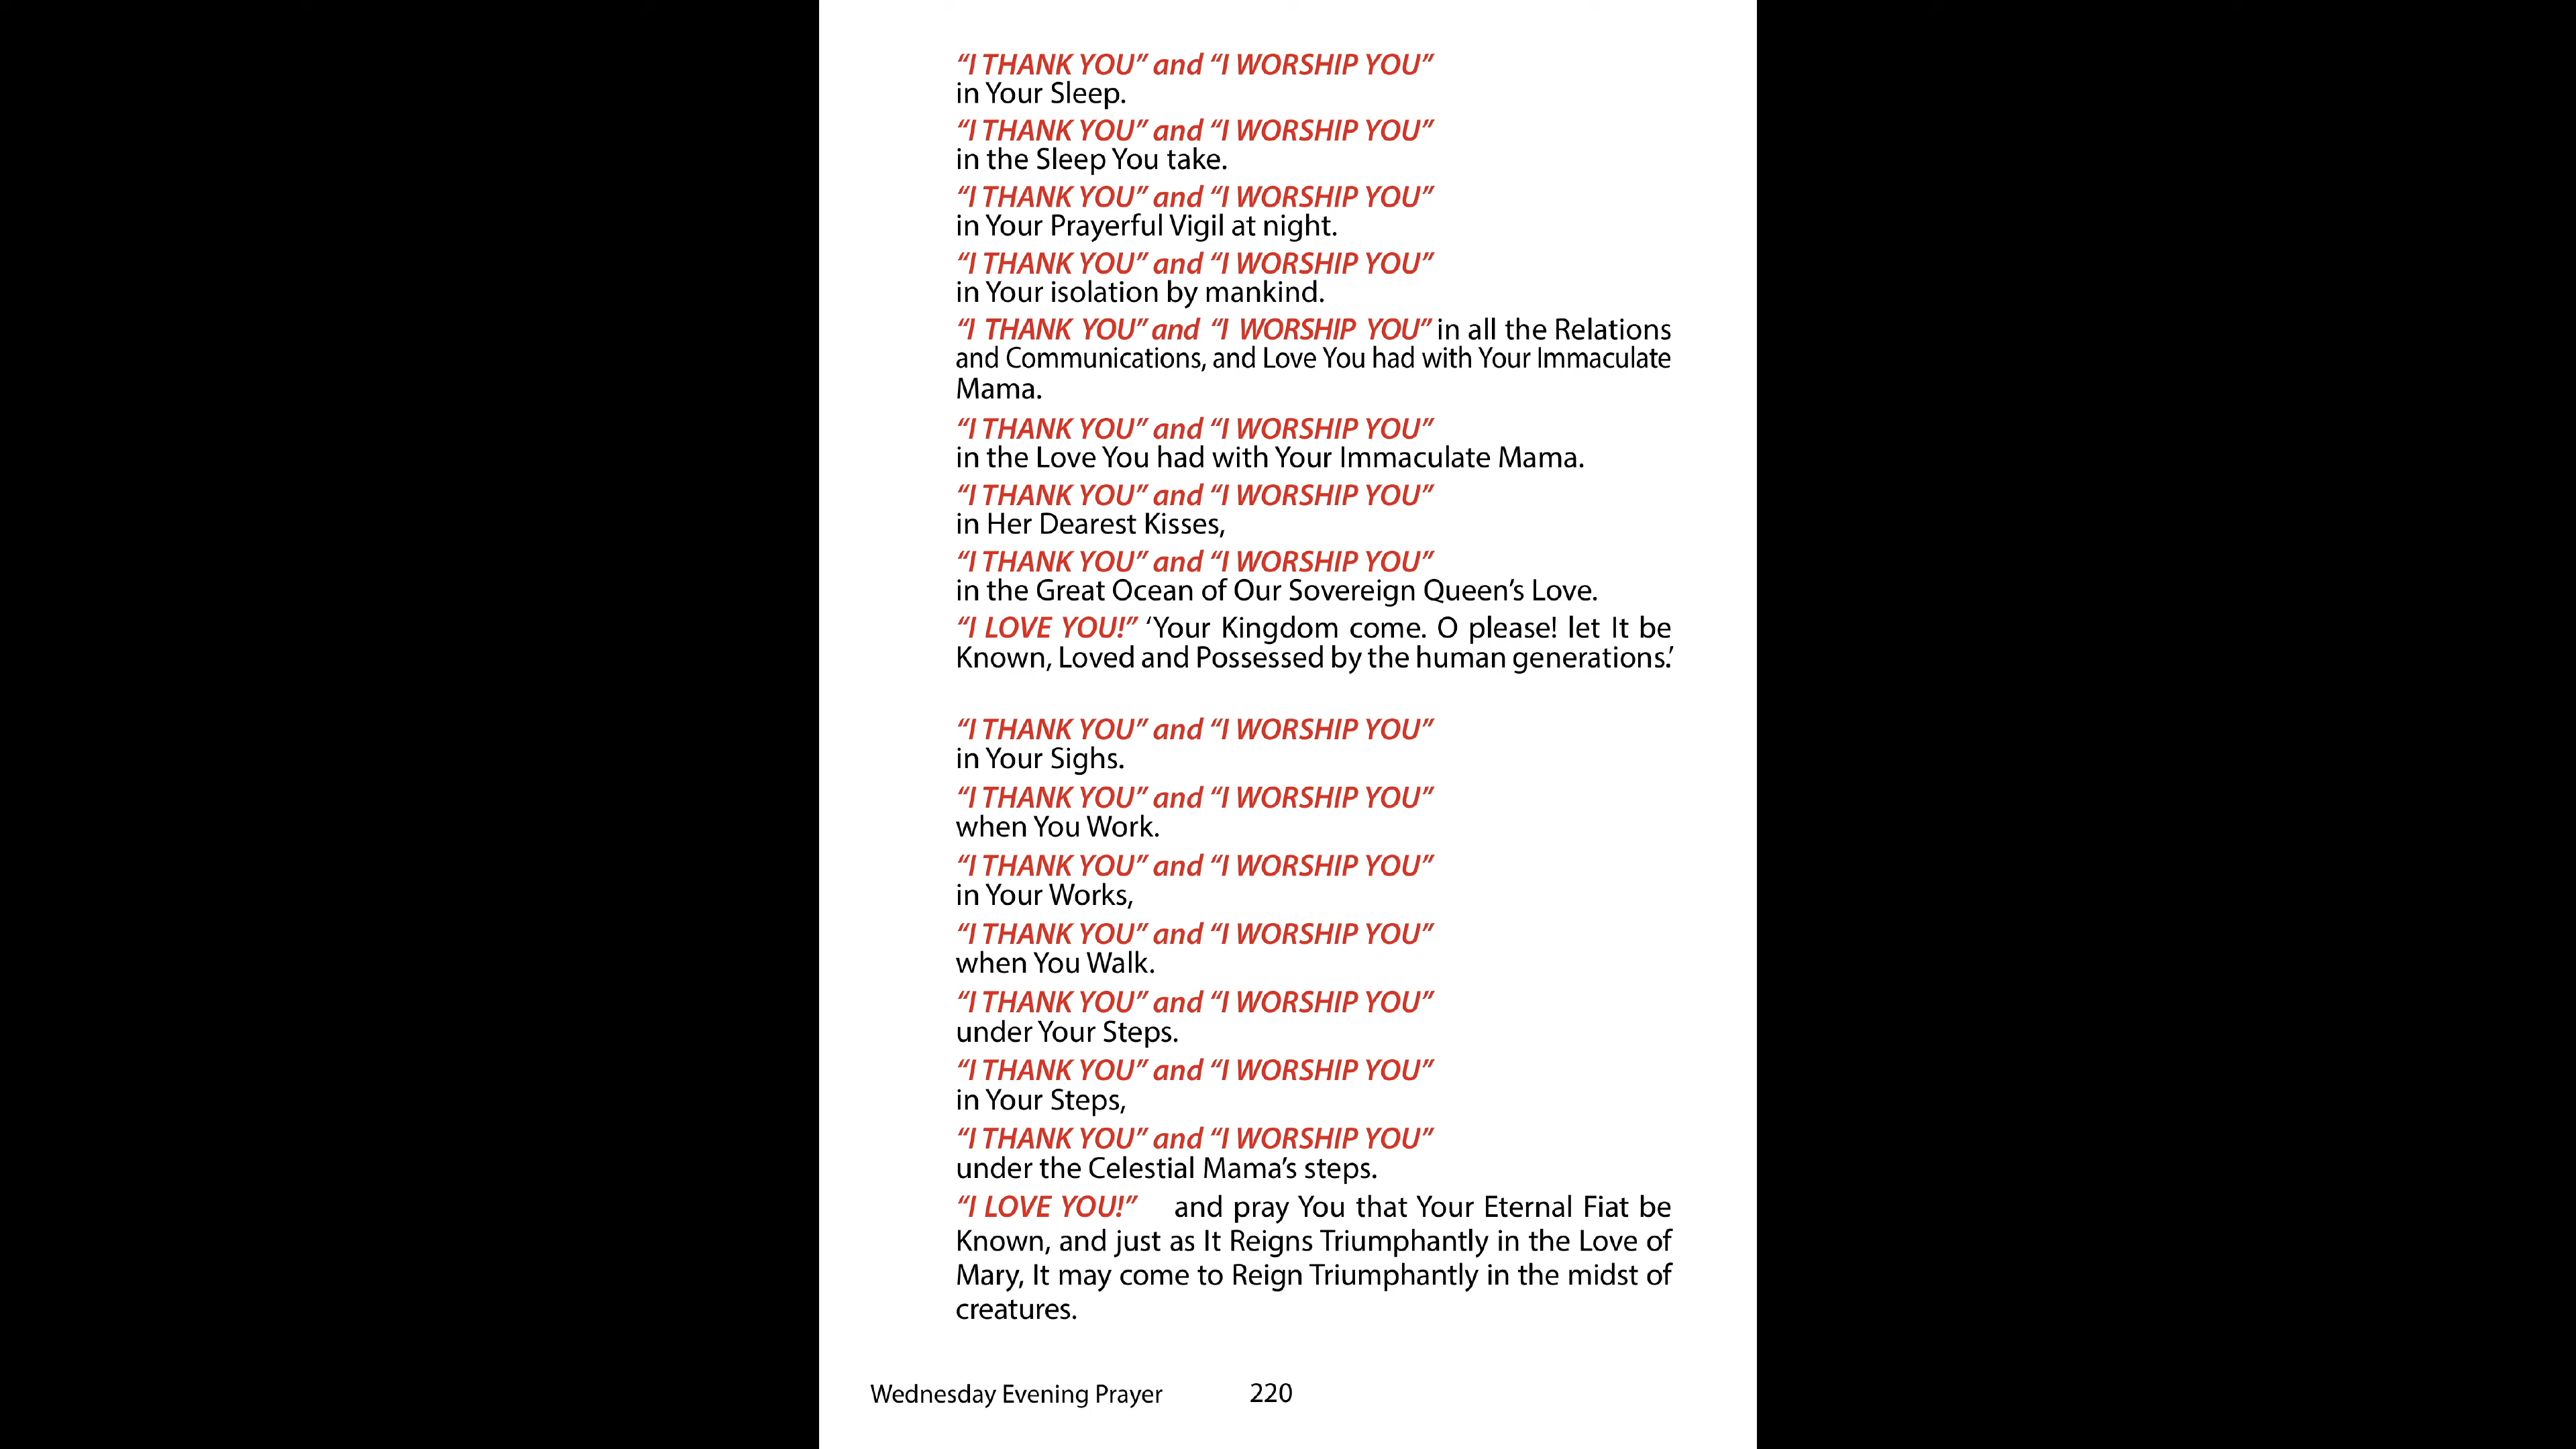 “I THANK YOU” and “I WORSHIP YOU”
in Your Sleep.
“I THANK YOU” and “I WORSHIP YOU”
in the Sleep You take.
“I THANK YOU” and “I WORSHIP YOU”
in Your Prayerful Vigil at night.
“I THANK YOU” and “I WORSHIP YOU”
in Your isolation by mankind.
“I THANK YOU” and “I WORSHIP YOU” in all the Relations
and Communications, and Love You had with Your Immaculate
Mama.
“I THANK YOU” and “I WORSHIP YOU”
in the Love You had with Your Immaculate Mama.
“I THANK YOU” and “I WORSHIP YOU”
in Her Dearest Kisses,
“I THANK YOU” and “I WORSHIP YOU”
in the Great Ocean of Our Sovereign Queen’s Love.
“I LOVE YOU!” ‘Your Kingdom come. O please! let It be
Known, Loved and Possessed by the human generations.’
“I THANK YOU” and “I WORSHIP YOU”
in Your Sighs.
“I THANK YOU” and “I WORSHIP YOU”
when You Work.
“I THANK YOU” and “I WORSHIP YOU”
in Your Works,
“I THANK YOU” and “I WORSHIP YOU”
when You Walk.
“I THANK YOU” and “I WORSHIP YOU”
under Your Steps.
“I THANK YOU” and “I WORSHIP YOU”
in Your Steps,
“I THANK YOU” and “I WORSHIP YOU”
under the Celestial Mama’s steps.
“I LOVE YOU!” and pray You that Your Eternal Fiat be
Known, and just as It Reigns Triumphantly in the Love of
Mary, It may come to Reign Triumphantly in the midst of
creatures.
Wednesday Evening Prayer 220